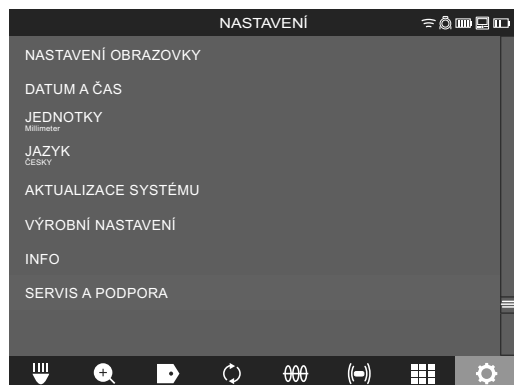 NASTAVENÍ
NASTAVENÍ OBRAZOVKY
DATUM A ČAS
JEDNOTKY
Millimeter
JAZYK
ČESKY
AKTUALIZACE SYSTÉMU
VÝROBNÍ NASTAVENÍ
INFO
SERVIS A PODPORA